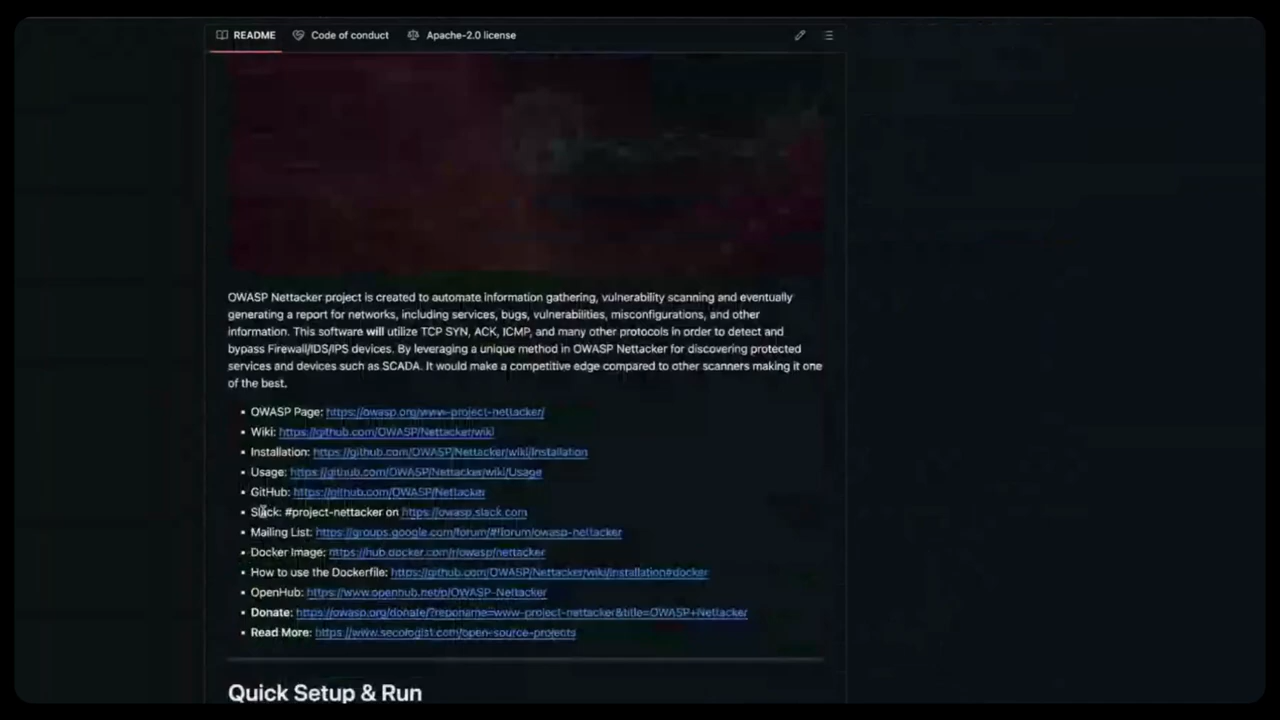 README Code of conduct Apache-2.0 license
OWASP Nettacker project is created to automate information gathering, vulnerability scanning and eventually
generating a report for networks, including services, bugs, vulnerabilities, misconfigurations, and other
information. This software will utilize TCP SYN, ACK, ICMP, and many other protocols in order to detect and
bypass Firewall/IDS/IPS devices. By leveraging a unique method in OWASP Nettacker for discovering protected
services and devices such as SCADA. It would make a competitive edge compared to other scanners making it one
of the best.
• OWASP Page: https://owasp.org/www-project-nettacker/
• Wiki: https://github.com/OWASP/Nettacker/wiki
• Installation: https://github.com/OWASP/Nettacker/wiki/Installation
• Usage: https://github.com/OWASP/Nettacker/wiki/Usage
• GitHub: https://github.com/OWASP/Nettacker
• Slack: #project-nettacker on https://owasp.slack.com
• Mailing List: https://groups.google.com/forum/#!forum/owasp-nettacker
• Docker Image: https://hub.docker.com/r/owasp/nettacker
• How to use the Dockerfile: https://github.com/OWASP/Nettacker/wiki/Installation#docker
• OpenHub: https://www.openhub.net/p/OWASP-Nettacker
• Donate: https://owasp.org/donate/?reponame=www-project-nettacker&title=OWASP+Nettacker
• Read More: https://www.secologist.com/open-source-projects
Quick Setup & Run